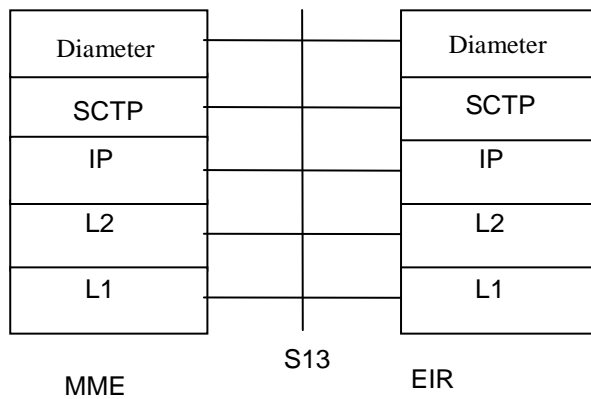 Diameter
Diameter
SCTP
SCTP
IP
IP
L2
L2
L1
L1
S13
MME
EIR